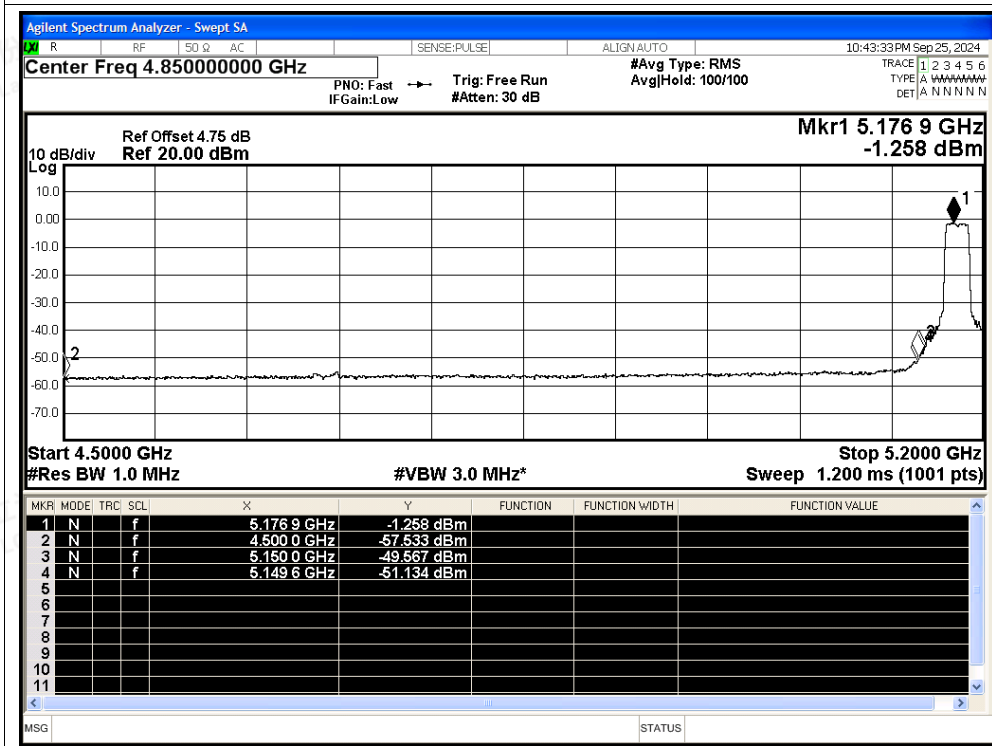 Agilent Spectrum Analyzer - Swept SA
LXI R RF 50 Ω AC SENSE:PULSE ALIGN AUTO 10:43:33 PM Sep 25, 2024
Center Freq 4.850000000 GHz
PNO: Fast
IFGain:Low
Trig: Free Run
#Atten: 30 dB
#Avg Type: RMS
Avg|Hold: 100/100
TRACE 1 2 3 4 5 6
TYPE A WWWWW
DET A N N N N N
Mkr1 5.176 9 GHz
-1.258 dBm
Ref Offset 4.75 dB
10 dB/div Ref 20.00 dBm
Log
10.0
0.00
-10.0
-20.0
-30.0
-40.0
-50.0
-60.0
-70.0
1
2
3
Start 4.5000 GHz Stop 5.2000 GHz
#Res BW 1.0 MHz #VBW 3.0 MHz* Sweep 1.200 ms (1001 pts)
MKR MODE TRC SCL X Y FUNCTION FUNCTION WIDTH FUNCTION VALUE
1 N f 5.176 9 GHz -1.258 dBm
2 N f 4.500 0 GHz -57.533 dBm
3 N f 5.150 0 GHz -49.567 dBm
4 N f 5.149 6 GHz -51.134 dBm
5
6
7
8
9
10
11
MSG STATUS